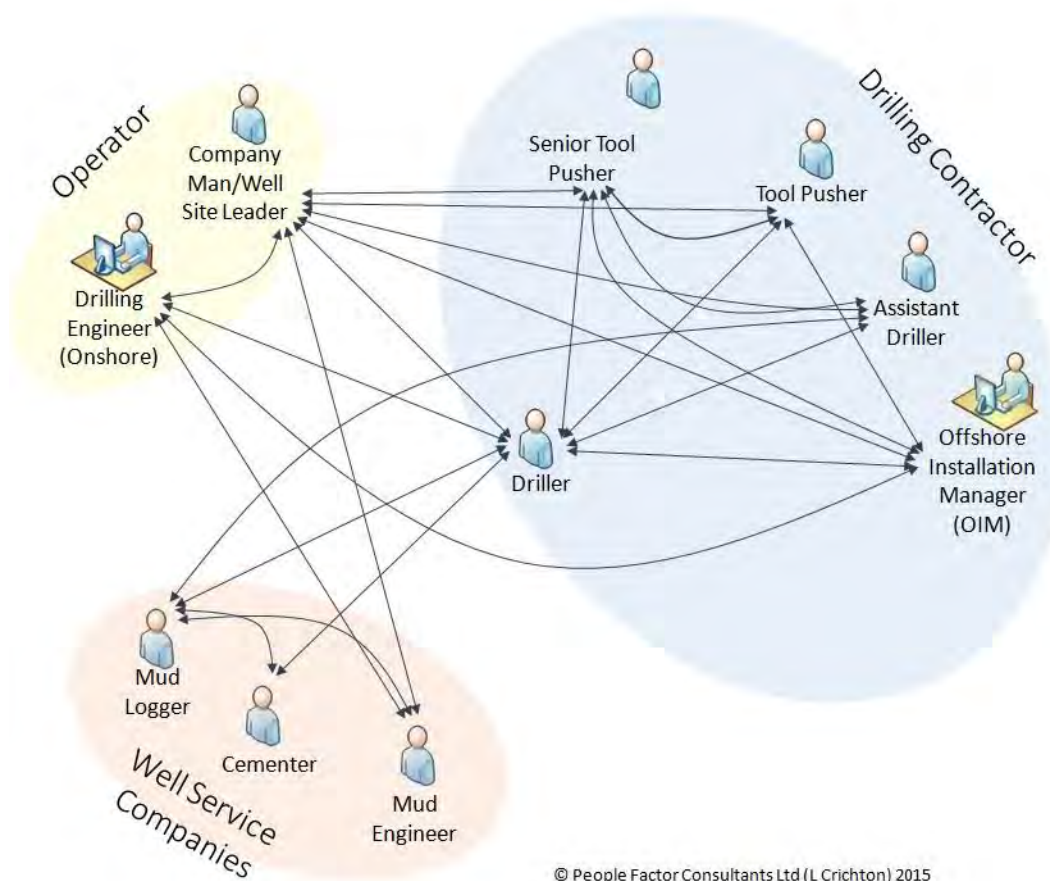 Operator
Company
Man/Well
Site Leader
Drilling
Engineer
(Onshore)
Drilling Contractor
Senior Tool
Pusher
Tool Pusher
Assistant
Driller
Offshore
Installation
Manager
(OIM)
Driller
Mud
Logger
Cementer
Mud
Engineer
Well Service
Companies
© People Factor Consultants Ltd (L Crichton) 2015